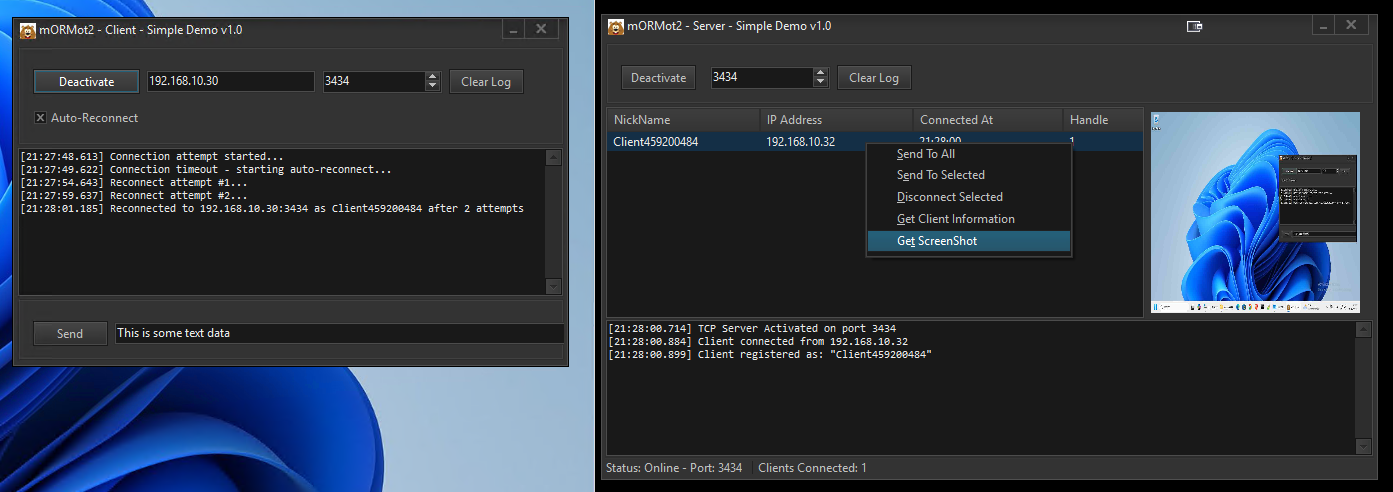 mORMot2 - Client - Simple Demo v1.0
Deactivate
192.168.10.30
3434
Clear Log
Auto-Reconnect
[21:27:48.613] Connection attempt started...
[21:27:49.622] Connection timeout - starting auto-reconnect...
[21:27:54.643] Reconnect attempt #1...
[21:27:59.637] Reconnect attempt #2...
[21:28:01.185] Reconnected to 192.168.10.30:3434 as Client459200484 after 2 attempts
Send
This is some text data
mORMot2 - Server - Simple Demo v1.0
Deactivate
3434
Clear Log
NickName IP Address Connected At Handle
Client459200484 192.168.10.32 21:28:00 1
Send To All
Send To Selected
Disconnect Selected
Get Client Information
Get ScreenShot
[21:28:00.714] TCP Server Activated on port 3434
[21:28:00.884] Client connected from 192.168.10.32
[21:28:00.899] Client registered as: "Client459200484"
Status: Online - Port: 3434
Clients Connected: 1